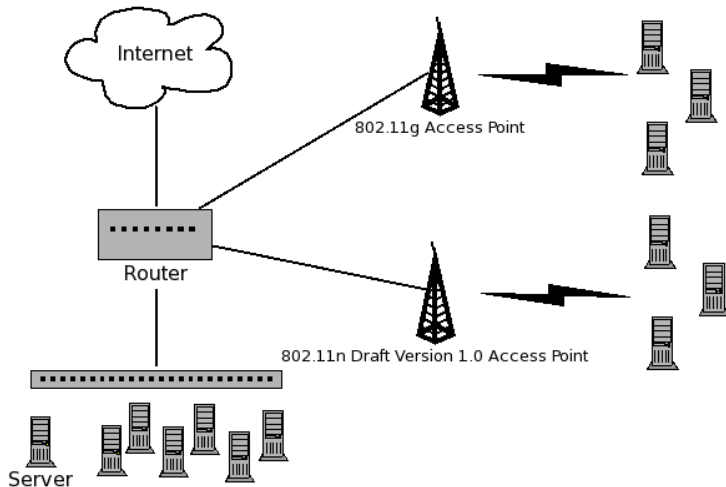 Internet
802.11g Access Point
Router
802.11n Draft Version 1.0 Access Point
Server